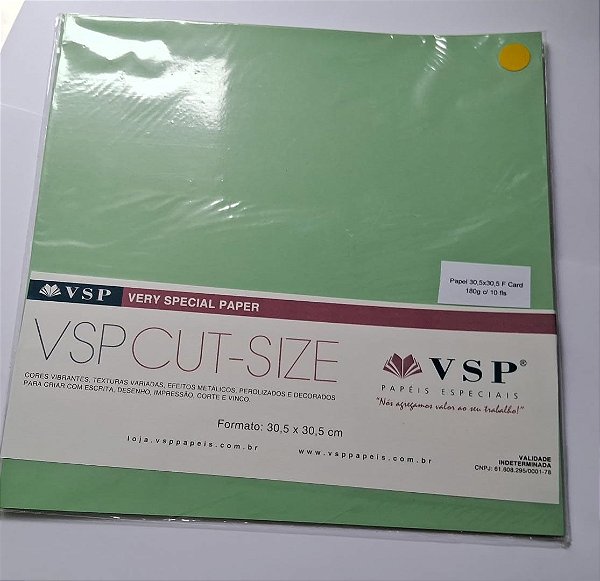 Papel 30,5x30,5 F Card
180g c/ 10 fls
VSP VERY SPECIAL PAPER
VSP CUT-SIZE
CORES VIBRANTES, TEXTURAS VARIADAS, EFEITOS METALICOS, PEROLIZADOS E DECORADOS
PARA CRIAR COM ESCRITA, DESENHO, IMPRESSÃO, CORTE E VINCO.
VSP®
PAPÉIS ESPECIAIS
"Nós agregamos valor ao seu trabalho!"
Formato: 30,5 x 30,5 cm
loja.vsppapeis.com.br
www.vsppapeis.com.br
VALIDADE
INDETERMINADA
CNPJ: 61.808.295/0001-78